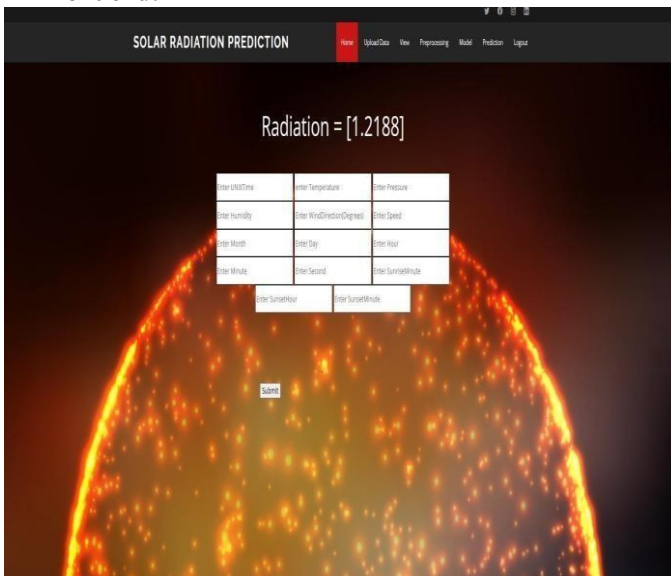 SOLAR RADIATION PREDICTION
Home Upload Data View Preprocessing Model Prediction Logout
Radiation = [1.2188]
Enter UNIXTime enter Temperature Enter Pressure
Enter Humidity Enter WindDirection(Degrees) Enter Speed
Enter Month Enter Day Enter Hour
Enter Minute Enter Second Enter SunriseMinute
Enter SunsetHour Enter SunsetMinute
Submit